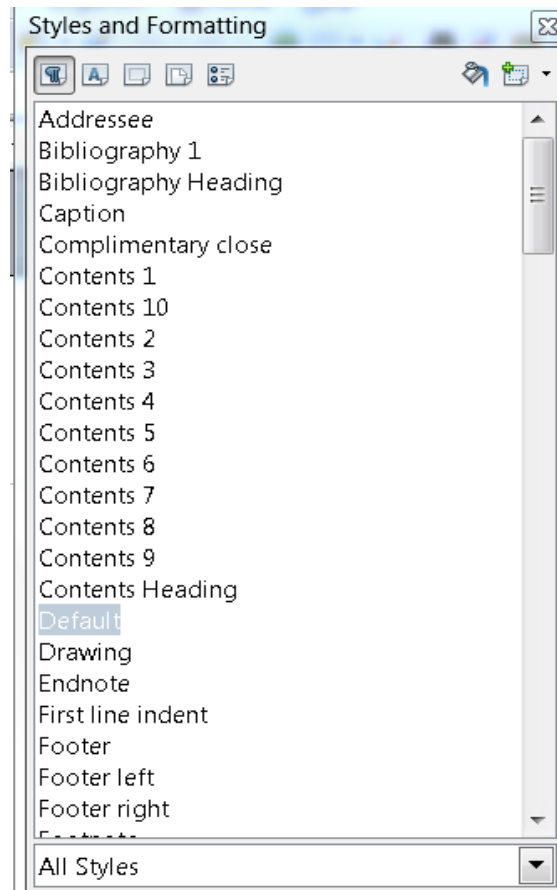 Styles and Formatting
Addressee
Bibliography 1
Bibliography Heading
Caption
Complimentary close
Contents 1
Contents 10
Contents 2
Contents 3
Contents 4
Contents 5
Contents 6
Contents 7
Contents 8
Contents 9
Contents Heading
Default
Drawing
Endnote
First line indent
Footer
Footer left
Footer right
All Styles